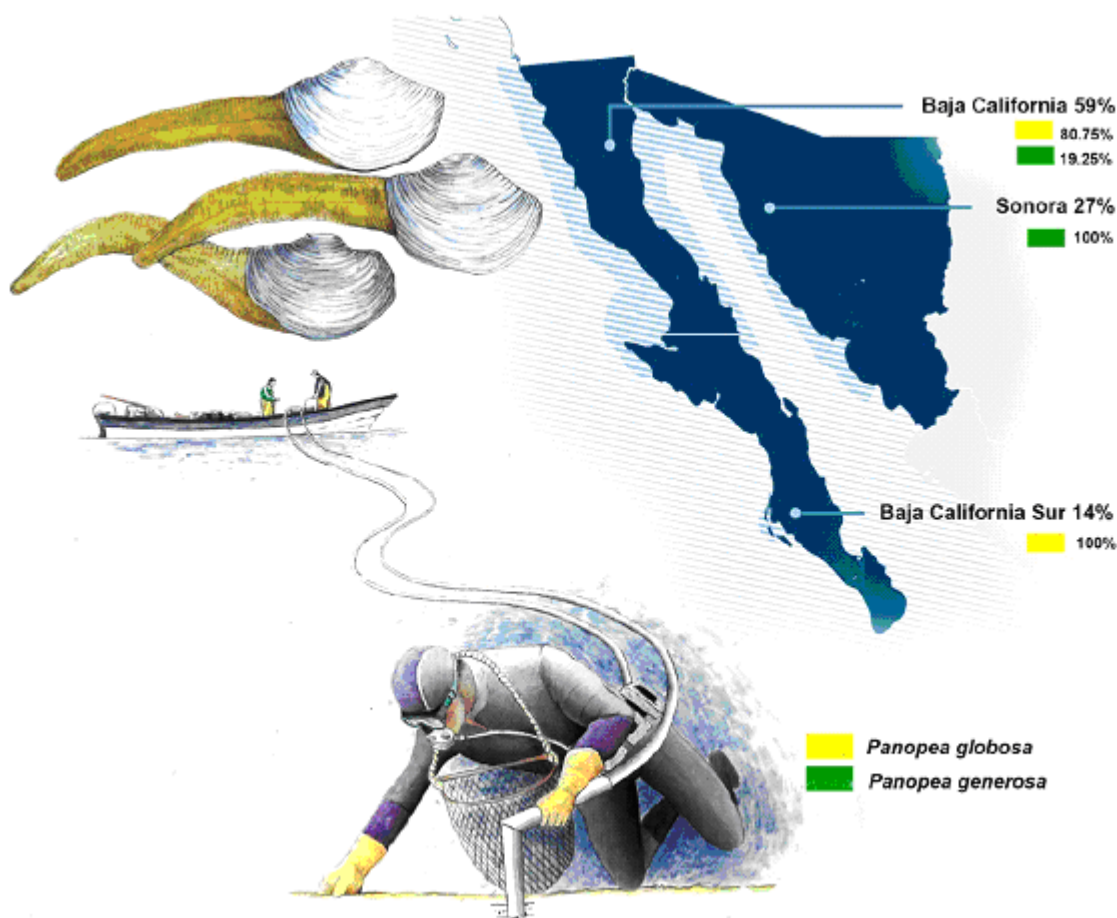 Baja California 59%
80.75%
19.25%
Sonora 27%
100%
Baja California Sur 14%
100%
Panopea globosa
Panopea generosa